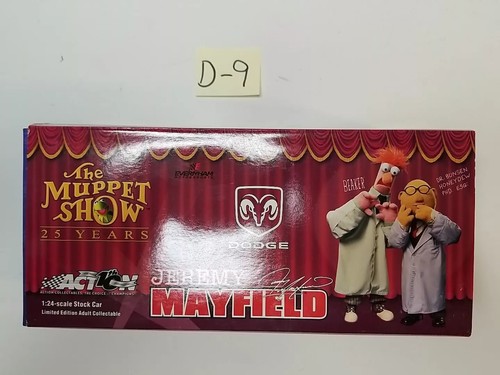 D-9
The
MUPPET
SHOW
25 YEARS
EVERNHAM
DODGE
BEAKER
DR. BUNSEN
HONEYDEW
PHD. ESQ.
ACTION
1:24-scale Stock Car
Limited Edition Adult Collectable
JEREMY
MAYFIELD